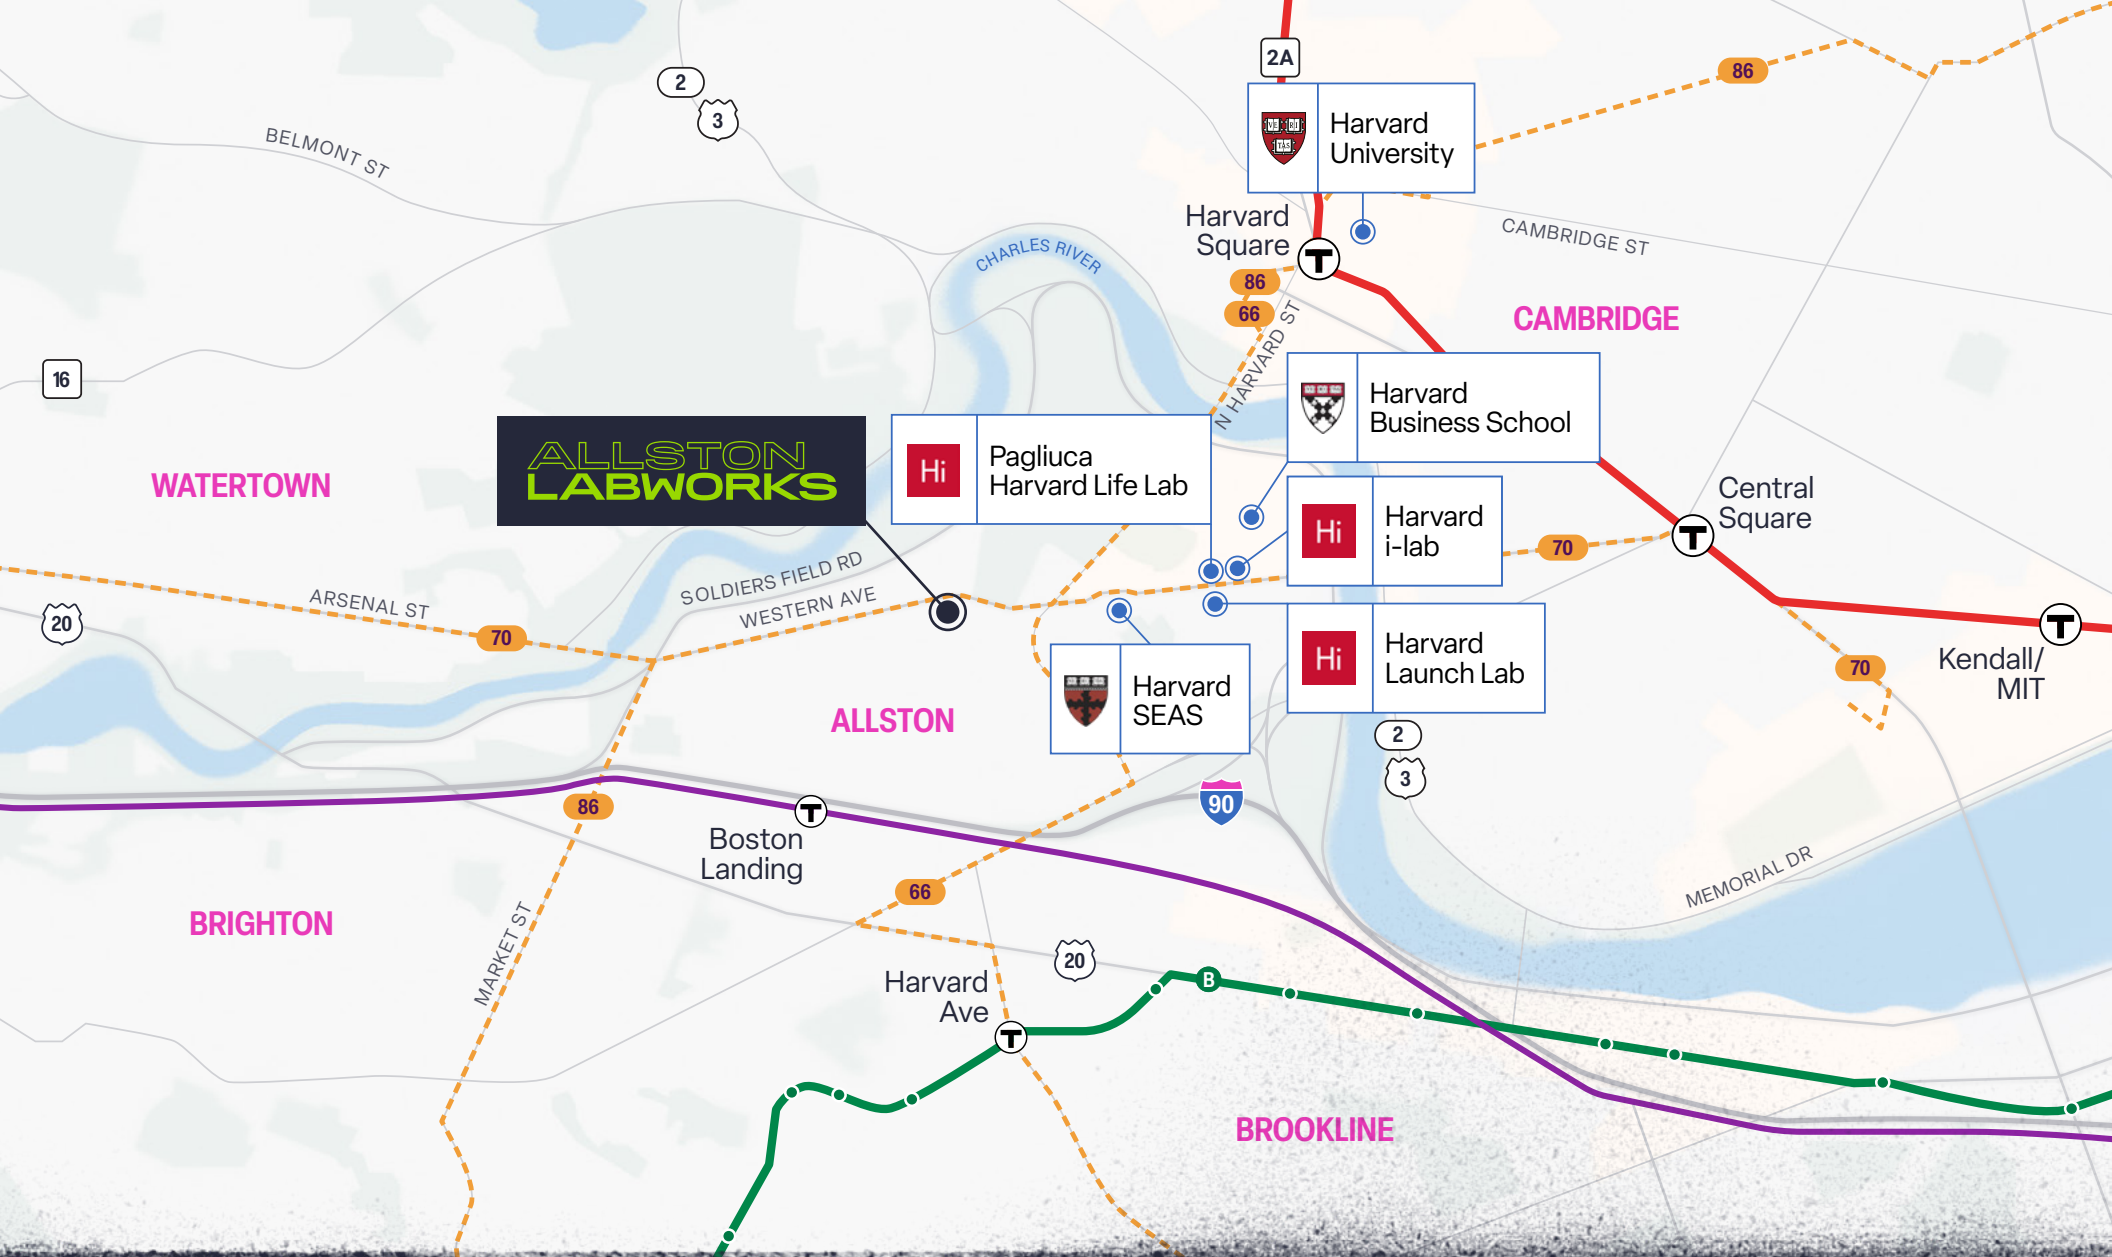 2A
86
2
3
Harvard
University
VE RI
TAS
BELMONT ST
Harvard
Square
CAMBRIDGE ST
CHARLES RIVER
86
66
CAMBRIDGE
N HARVARD ST
16
Harvard
Business School
ALLSTON
LABWORKS
Hi
Pagliuca
Harvard Life Lab
WATERTOWN
Central
Square
Hi
Harvard
i-lab
70
SOLDIERS FIELD RD
WESTERN AVE
ARSENAL ST
20
70
T
T
T
Hi
Harvard
Launch Lab
Kendall/
MIT
70
Harvard
SEAS
ALLSTON
2
3
86
T
Boston
Landing
90
MEMORIAL DR
66
BRIGHTON
MARKET ST
20
Harvard
Ave
T
B
BROOKLINE